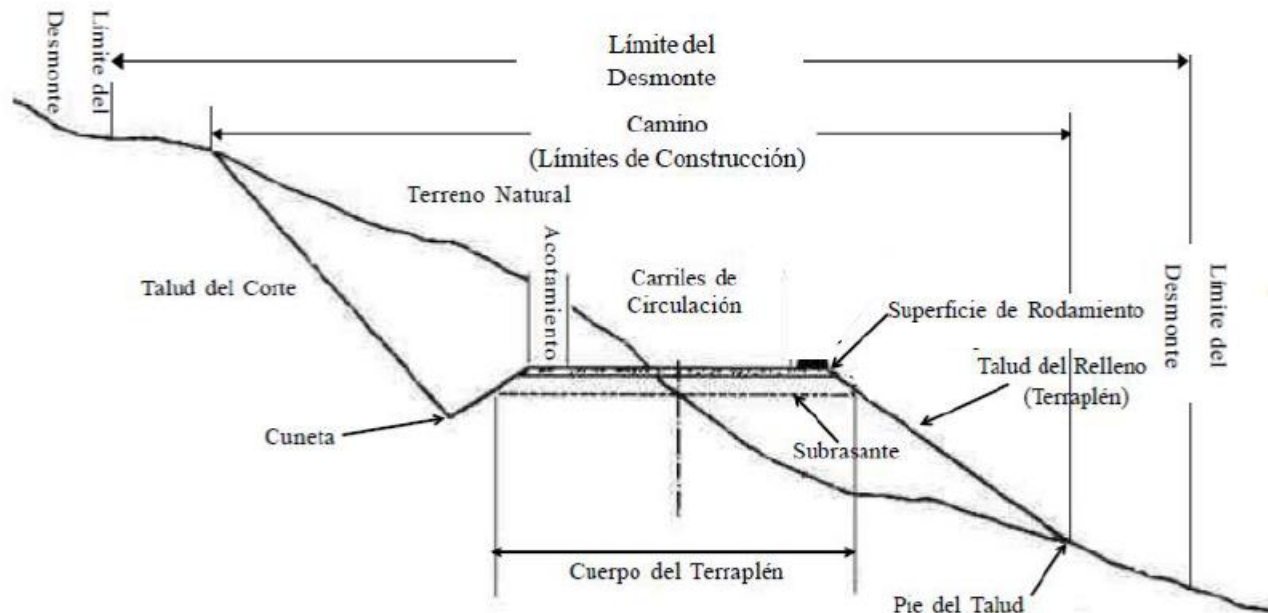 Límite del
Desmonte
Límite del
Desmonte
Camino
(Límites de Construcción)
Terreno Natural
Acotamiento
Carriles de
Circulación
Talud del Corte
Superficie de Rodamiento
Límite del
Desmonte
Talud del Relleno
(Terraplén)
Cuneta
Subrasante
Cuerpo del Terraplén
Pie del Talud